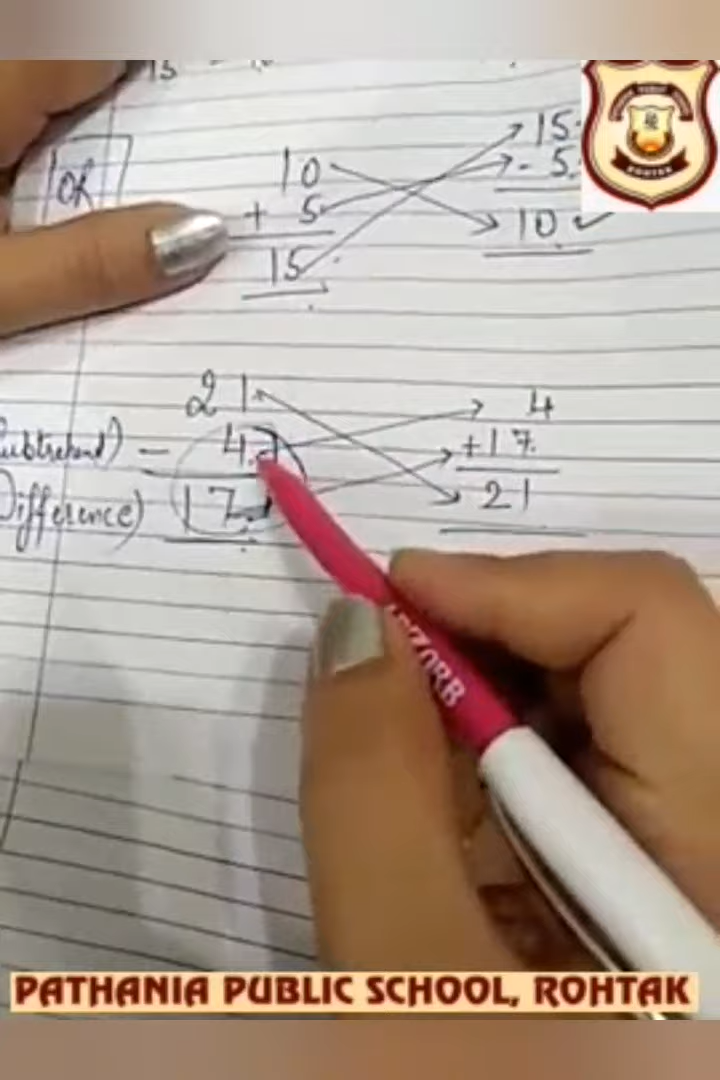 OR
10
+ 5
15
15
- 5
10 ✓
21
Subtrahend) - 4
Difference) 17
4
+17
21
ROHTAK
PATHANIA PUBLIC SCHOOL, ROHTAK